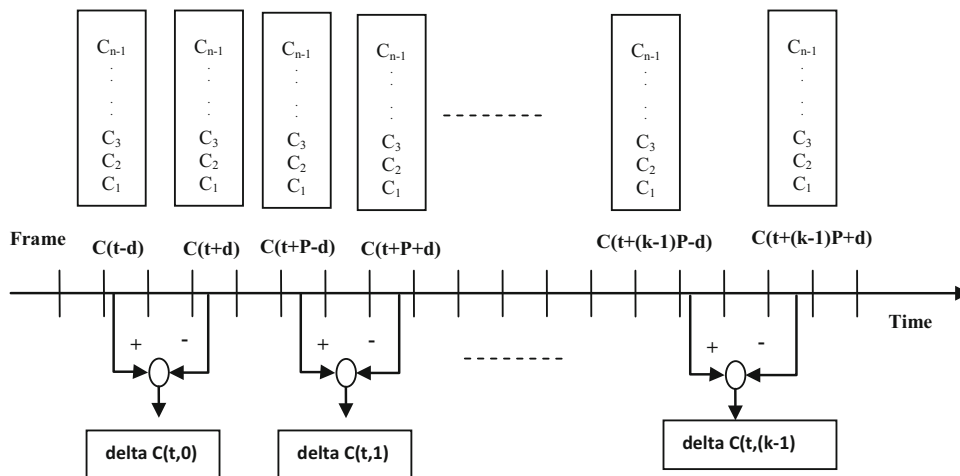 Cn-1 Cn-1 Cn-1 Cn-1 Cn-1 Cn-1
. . . . . .
. . . . . .
. . . . . .
. . . . . .
C3 C3 C3 C3 C3 C3
C2 C2 C2 C2 C2 C2
C1 C1 C1 C1 C1 C1
Frame C(t-d) C(t+d) C(t+P-d) C(t+P+d) C(t+(k-1)P-d) C(t+(k-1)P+d)
Time
+ - + - + -
delta C(t,0) delta C(t,1) delta C(t,(k-1)